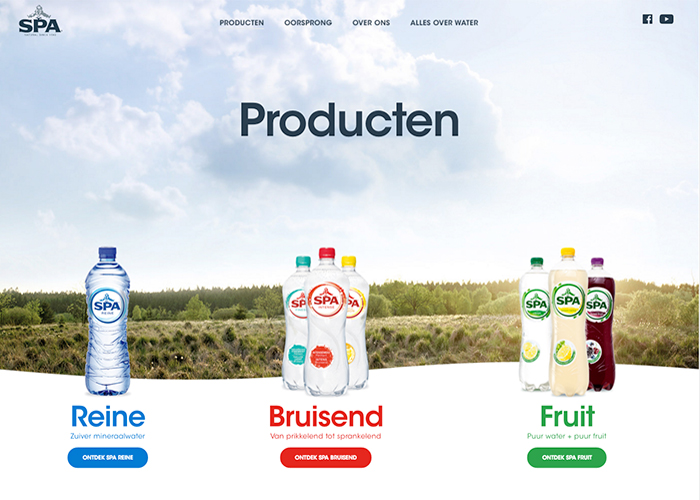 SPA
PRODUCTEN OORSPRONG OVER ONS ALLES OVER WATER
Producten
SPA
REINE
SPA
SPA
INTENSE
SPA
SPA
SPA
SPA
Reine
Zuiver mineraalwater
ONTDEK SPA REINE
Bruisend
Van prikkelend tot sprankelend
ONTDEK SPA BRUISEND
Fruit
Puur water + puur fruit
ONTDEK SPA FRUIT